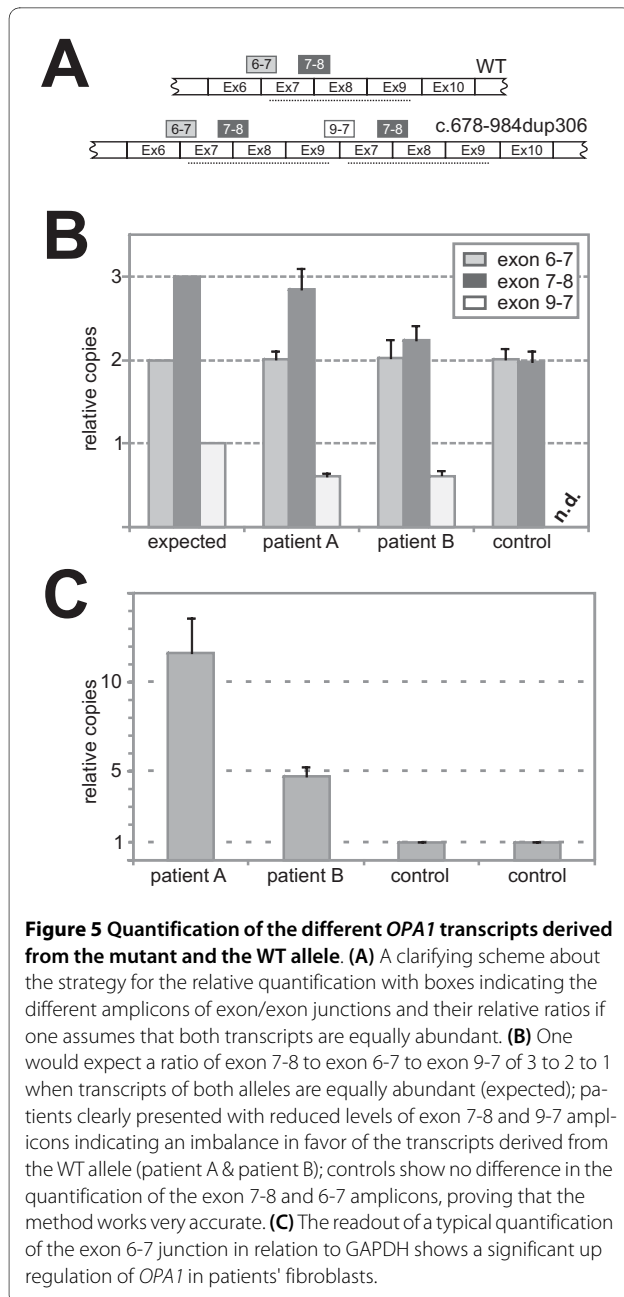 A
6-7 7-8 WT
Ex6 Ex7 Ex8 Ex9 Ex10
6-7 7-8 9-7 7-8 c.678-984dup306
Ex6 Ex7 Ex8 Ex9 Ex7 Ex8 Ex9 Ex10
B
exon 6-7
exon 7-8
exon 9-7
3
2
1
relative copies
n.d.
expected patient A patient B control
C
10
5
1
relative copies
patient A patient B control control
Figure 5 Quantification of the different OPA1 transcripts derived
from the mutant and the WT allele. (A) A clarifying scheme about
the strategy for the relative quantification with boxes indicating the
different amplicons of exon/exon junctions and their relative ratios if
one assumes that both transcripts are equally abundant. (B) One
would expect a ratio of exon 7-8 to exon 6-7 to exon 9-7 of 3 to 2 to 1
when transcripts of both alleles are equally abundant (expected); pa-
tients clearly presented with reduced levels of exon 7-8 and 9-7 ampl-
icons indicating an imbalance in favor of the transcripts derived from
the WT allele (patient A & patient B); controls show no difference in the
quantification of the exon 7-8 and 6-7 amplicons, proving that the
method works very accurate. (C) The readout of a typical quantification
of the exon 6-7 junction in relation to GAPDH shows a significant up
regulation of OPA1 in patients' fibroblasts.